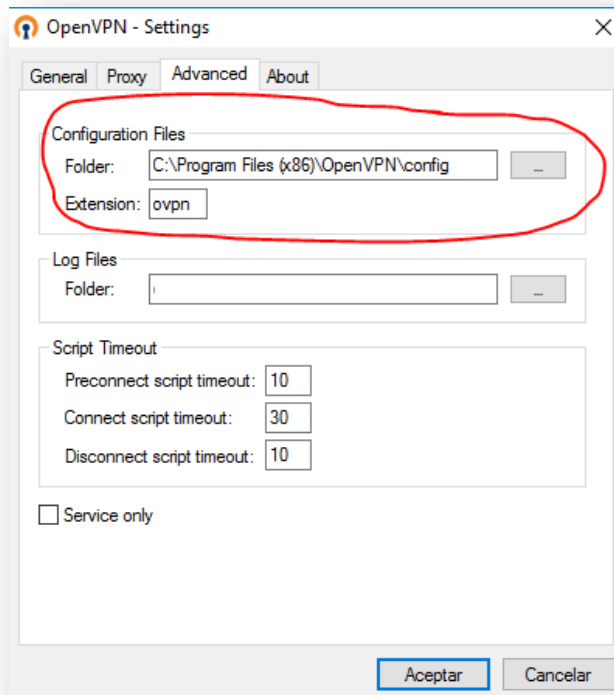 OpenVPN - Settings
General Proxy Advanced About
Configuration Files
Folder: C:\Program Files (x86)\OpenVPN\config ...
Extension: ovpn
Log Files
Folder: ...
Script Timeout
Preconnect script timeout: 10
Connect script timeout: 30
Disconnect script timeout: 10
Service only
Aceptar Cancelar